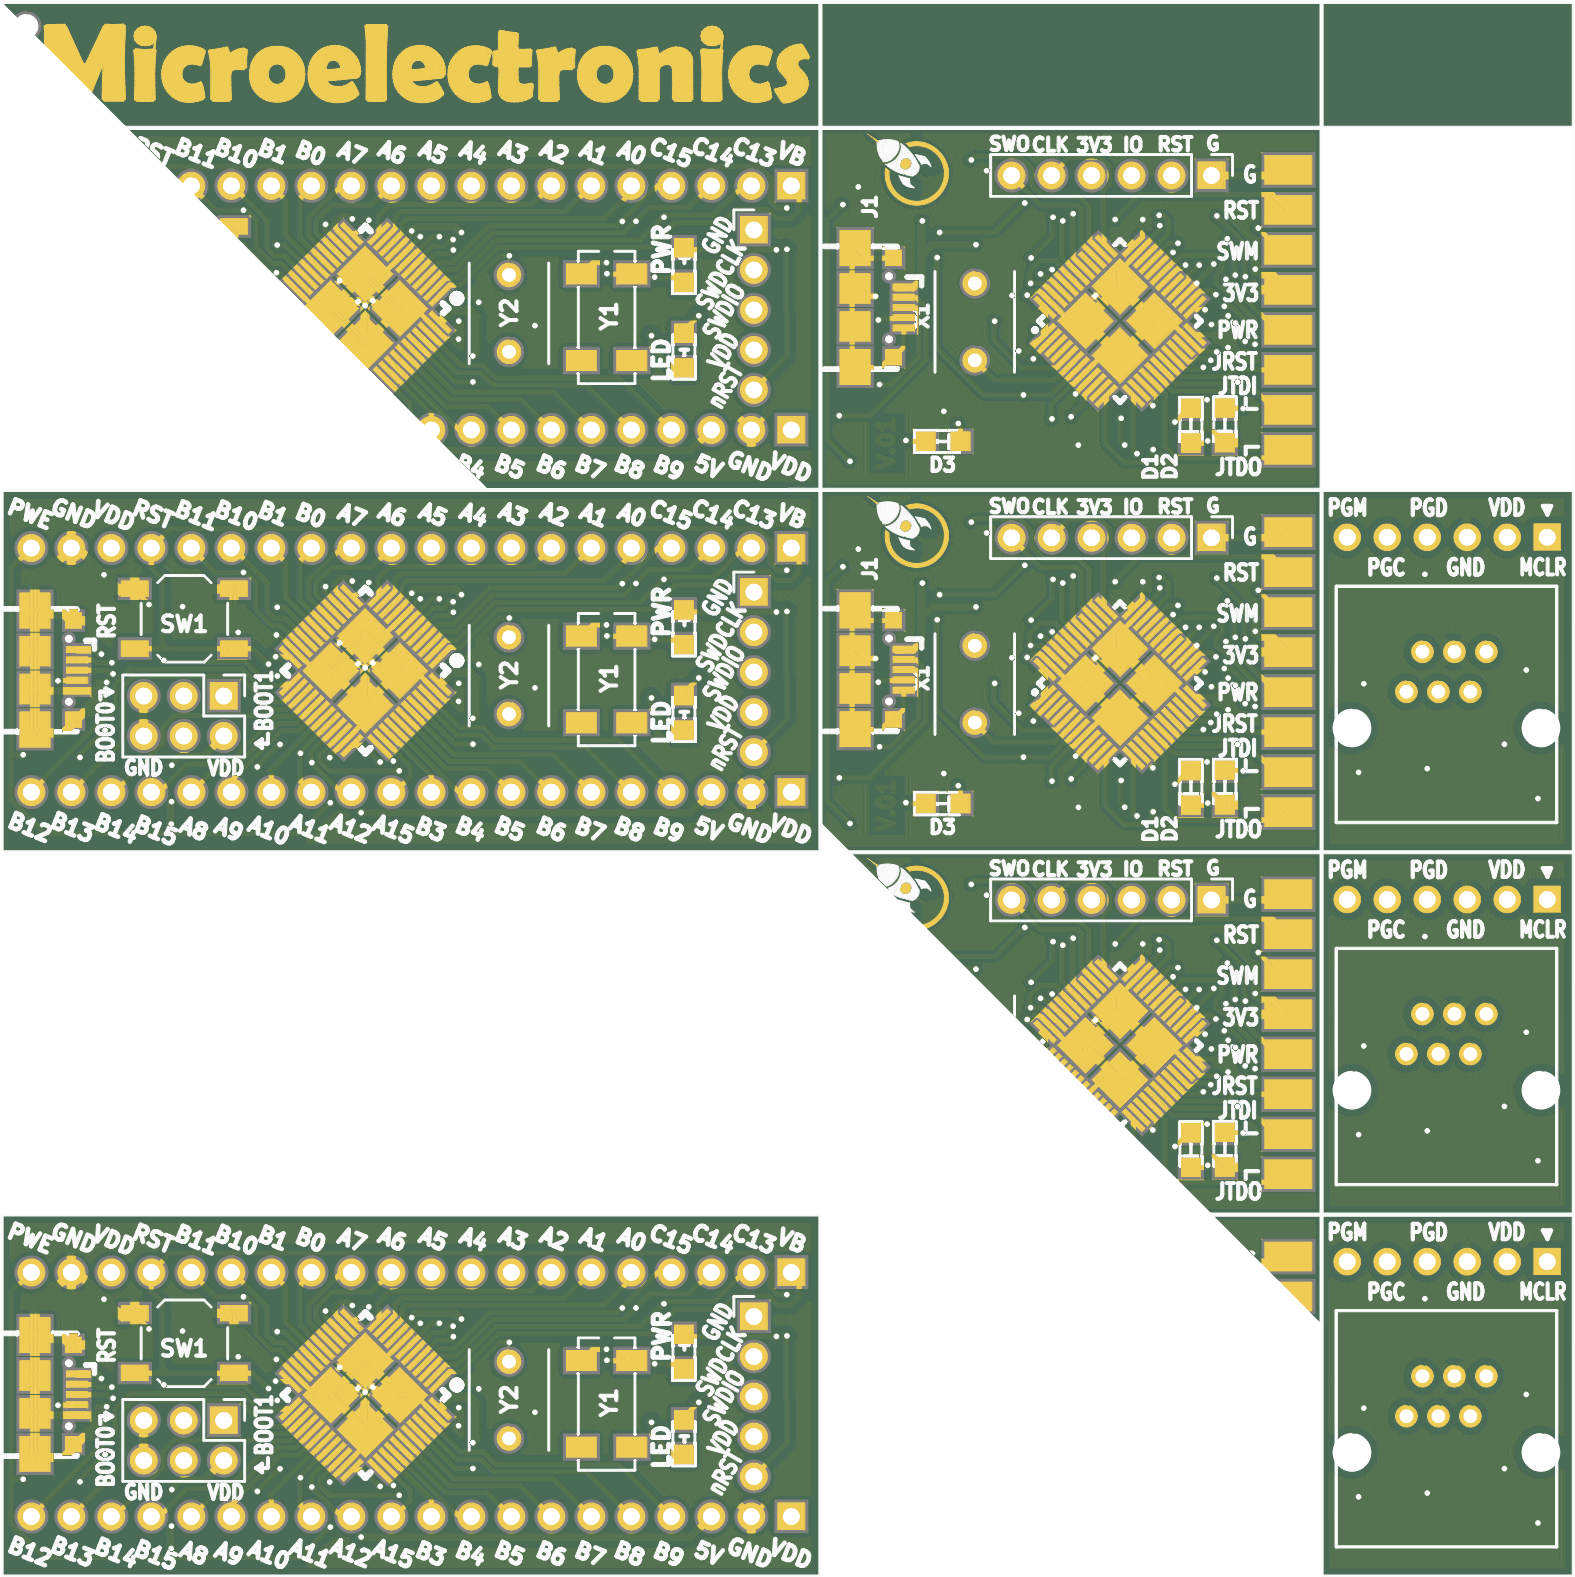 Microelectronics
RST B11 B10 B1 B0 A7 A6 A5 A4 A3 A2 A1 A0 C15 C14 C13 VB
Y2 Y1 PWR LED
GND SWDCLK SWDIO VDD nRST
B4 B5 B6 B7 B8 B9 5V GND VDD
SWO CLK 3V3 IO RST G
J1 X1
G
RST
SWM
3V3
PWR
JRST
JTDI
JTDO
V.01
D3 D1 D2
PWE GND VDD RST B11 B10 B1 B0 A7 A6 A5 A4 A3 A2 A1 A0 C15 C14 C13 VB
RST SW1 BOOT0 BOOT1 Y2 Y1 PWR LED
GND SWDCLK SWDIO VDD nRST
GND VDD
B12 B13 B14 B15 A8 A9 A10 A11 A12 A15 B3 B4 B5 B6 B7 B8 B9 5V GND VDD
SWO CLK 3V3 IO RST G
J1 X1
G
RST
SWM
3V3
PWR
JRST
JTDI
JTDO
V.01
D3 D1 D2
PGM PGD VDD
PGC . GND MCLR
SWO CLK 3V3 IO RST G
G
RST
SWM
3V3
PWR
JRST
JTDI
JTDO
PGM PGD VDD
PGC . GND MCLR
PWE GND VDD RST B11 B10 B1 B0 A7 A6 A5 A4 A3 A2 A1 A0 C15 C14 C13 VB
RST SW1 BOOT0 BOOT1 Y2 Y1 PWR LED
GND SWDCLK SWDIO VDD nRST
GND VDD
B12 B13 B14 B15 A8 A9 A10 A11 A12 A15 B3 B4 B5 B6 B7 B8 B9 5V GND VDD
PGM PGD VDD
PGC . GND MCLR